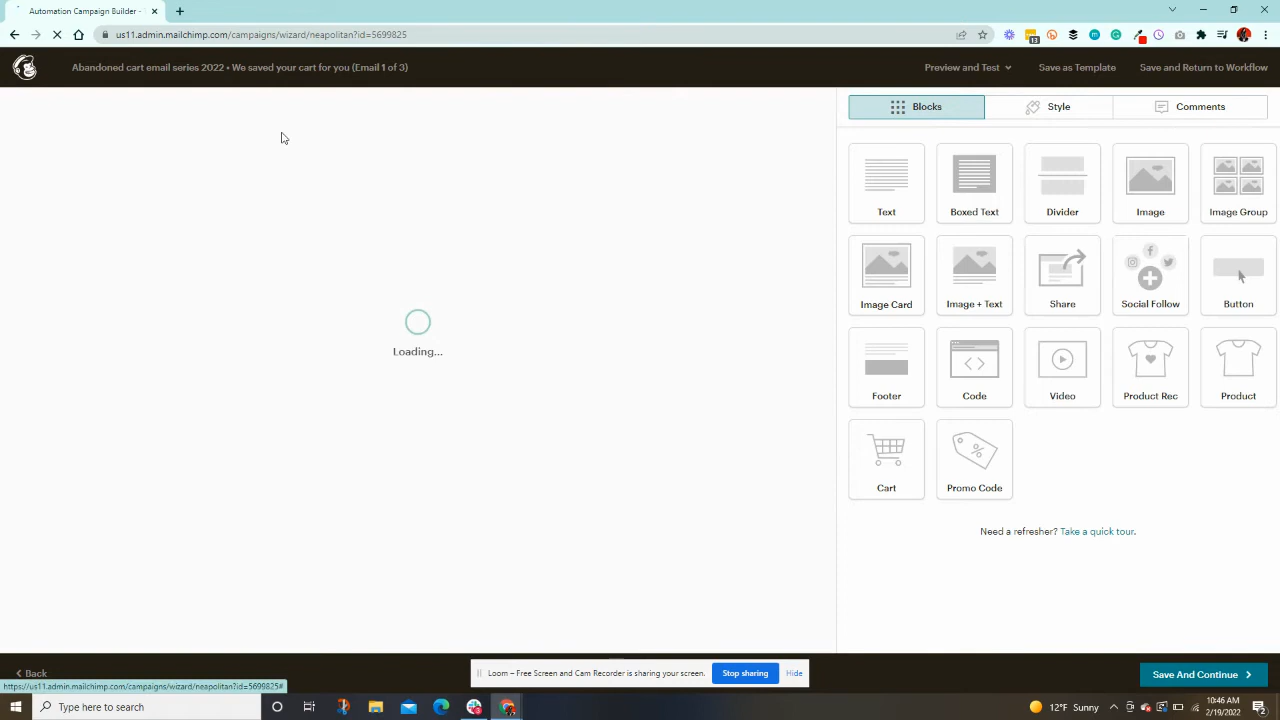 Automation Campaign Builder -
us11.admin.mailchimp.com/campaigns/wizard/neapolitan?id=5699825
13
Abandoned cart email series 2022 • We saved your cart for you (Email 1 of 3)
Preview and Test
Save as Template
Save and Return to Workflow
Blocks
Style
Comments
Text
Boxed Text
Divider
Image
Image Group
Image Card
Image + Text
Share
Social Follow
Button
Footer
Code
Video
Product Rec
Product
Cart
Promo Code
Loading...
Need a refresher? Take a quick tour.
Back
Loom – Free Screen and Cam Recorder is sharing your screen.
Stop sharing
Hide
Save And Continue
https://us11.admin.mailchimp.com/campaigns/wizard/neapolitan?id=5699825#
Type here to search
12°F Sunny
10:46 AM
2/19/2022
2